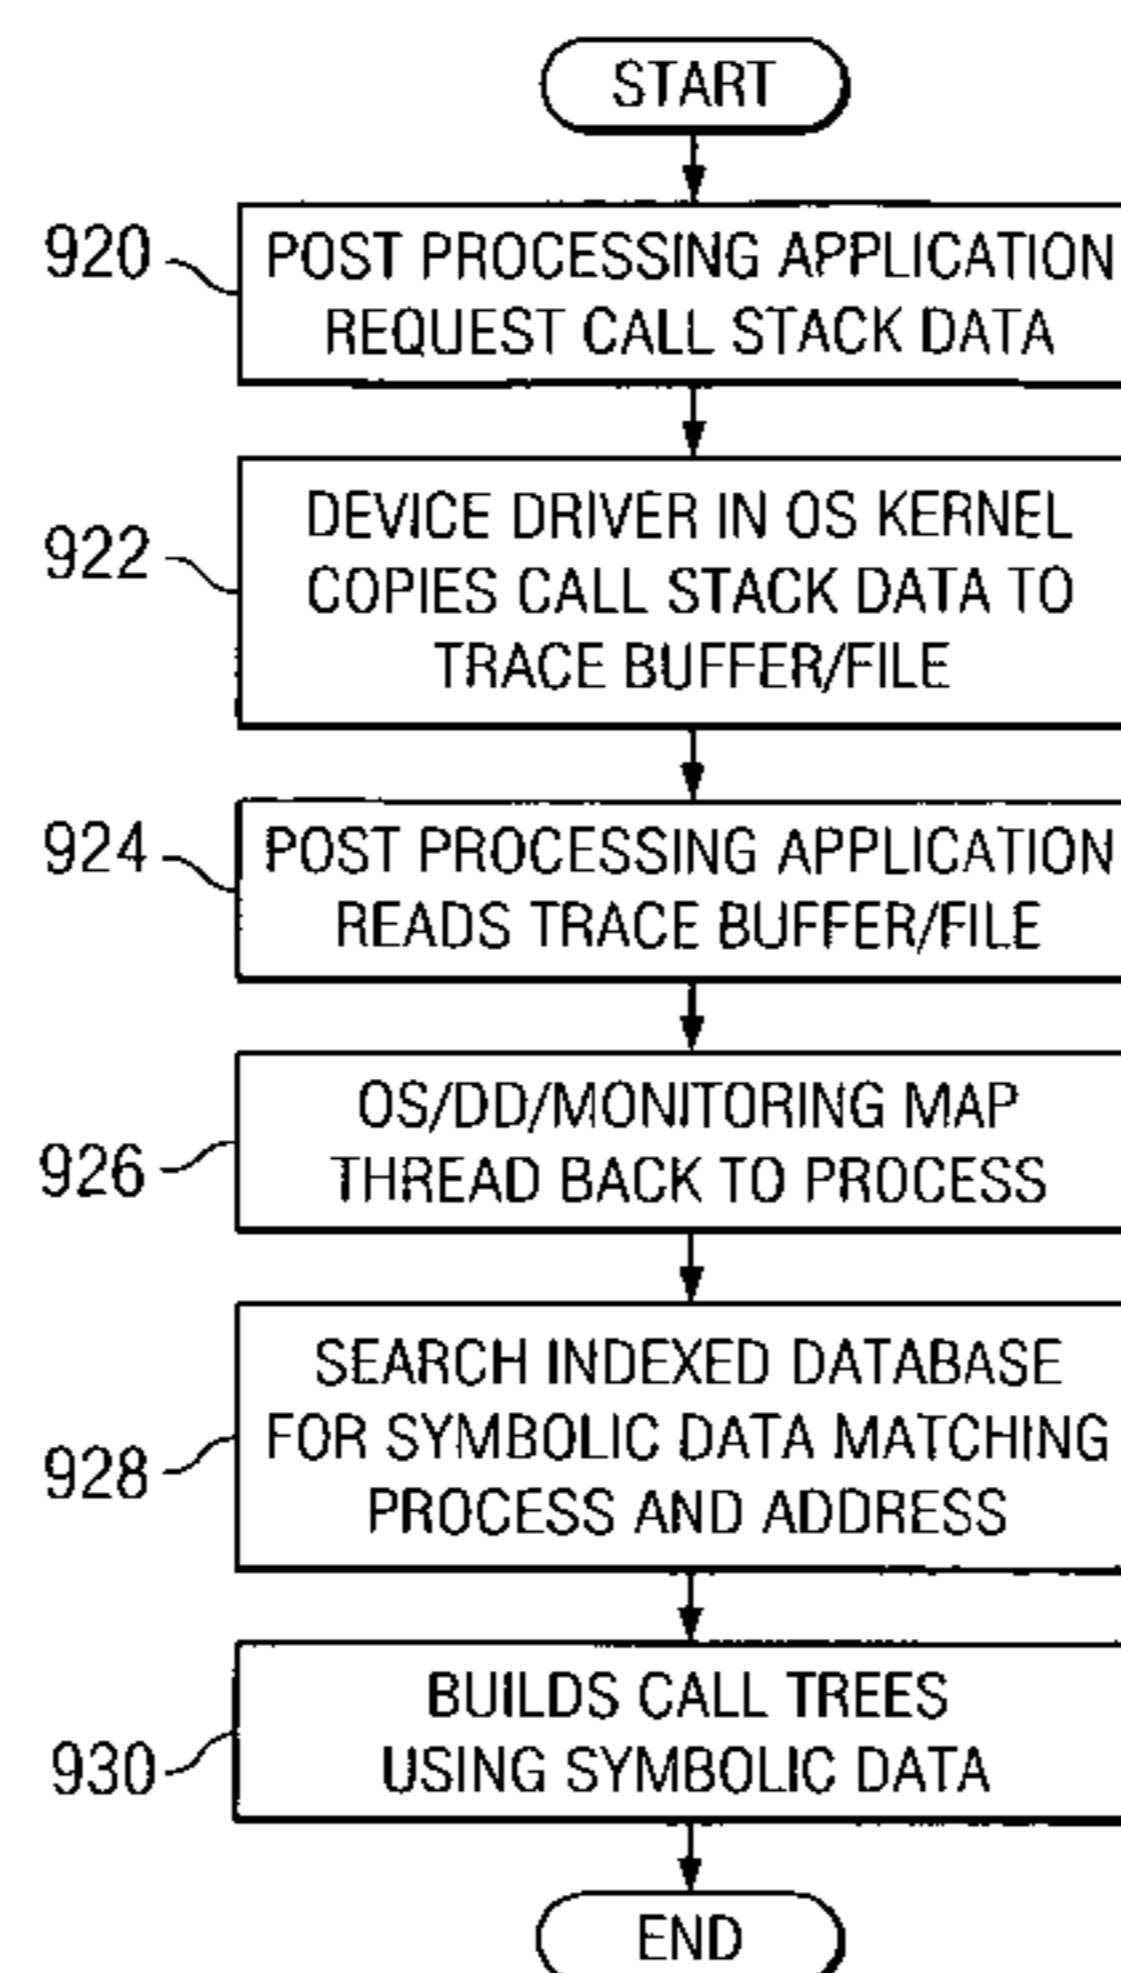 START
920
POST PROCESSING APPLICATION
REQUEST CALL STACK DATA
922
DEVICE DRIVER IN OS KERNEL
COPIES CALL STACK DATA TO
TRACE BUFFER/FILE
924
POST PROCESSING APPLICATION
READS TRACE BUFFER/FILE
926
OS/DD/MONITORING MAP
THREAD BACK TO PROCESS
928
SEARCH INDEXED DATABASE
FOR SYMBOLIC DATA MATCHING
PROCESS AND ADDRESS
930
BUILDS CALL TREES
USING SYMBOLIC DATA
END